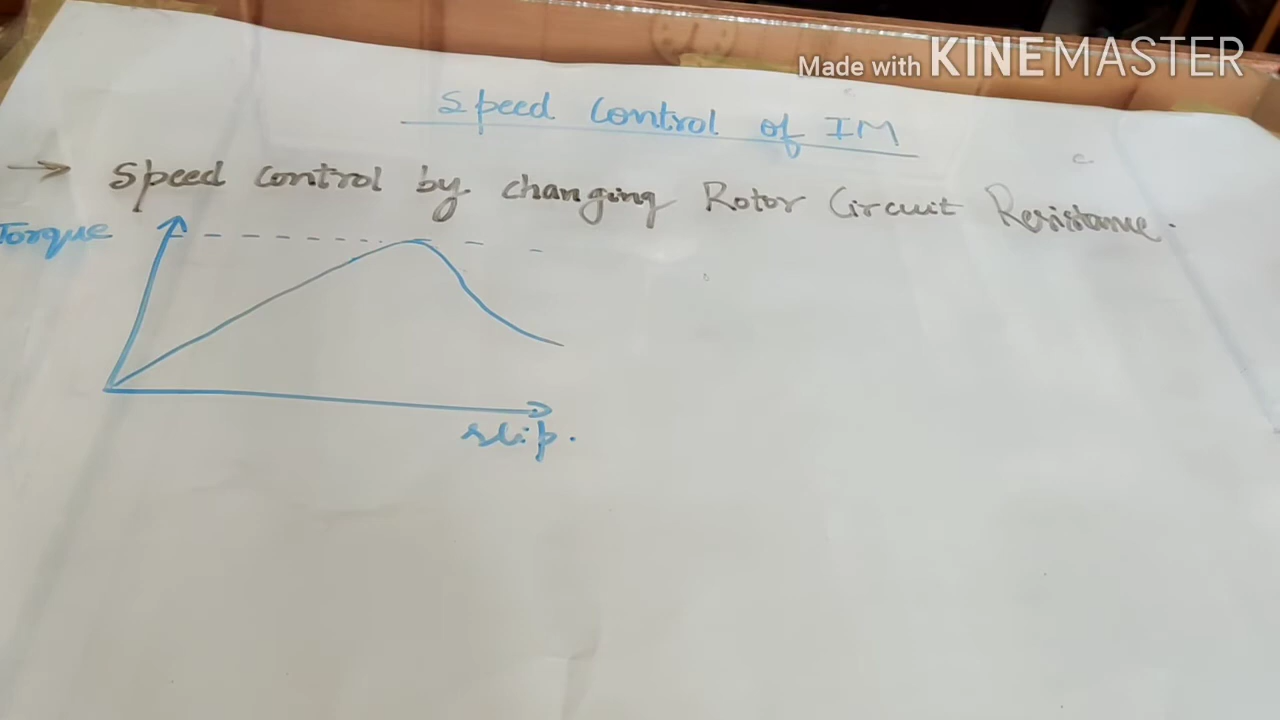 Made with KINEMASTER
Speed control of IM
→ Speed control by changing Rotor Circuit Resistance.
Torque
slip.